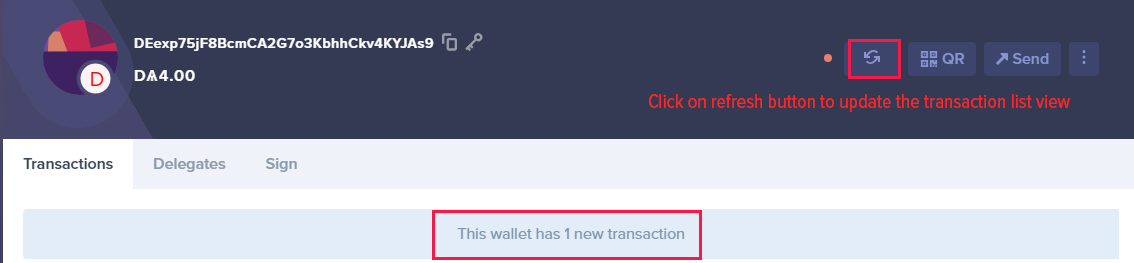 DEexp75jF8BcmCA2G7o3KbhhCkv4KYJAs9
D
DѦ4.00
QR
Send
Click on refresh button to update the transaction list view
Transactions
Delegates
Sign
This wallet has 1 new transaction